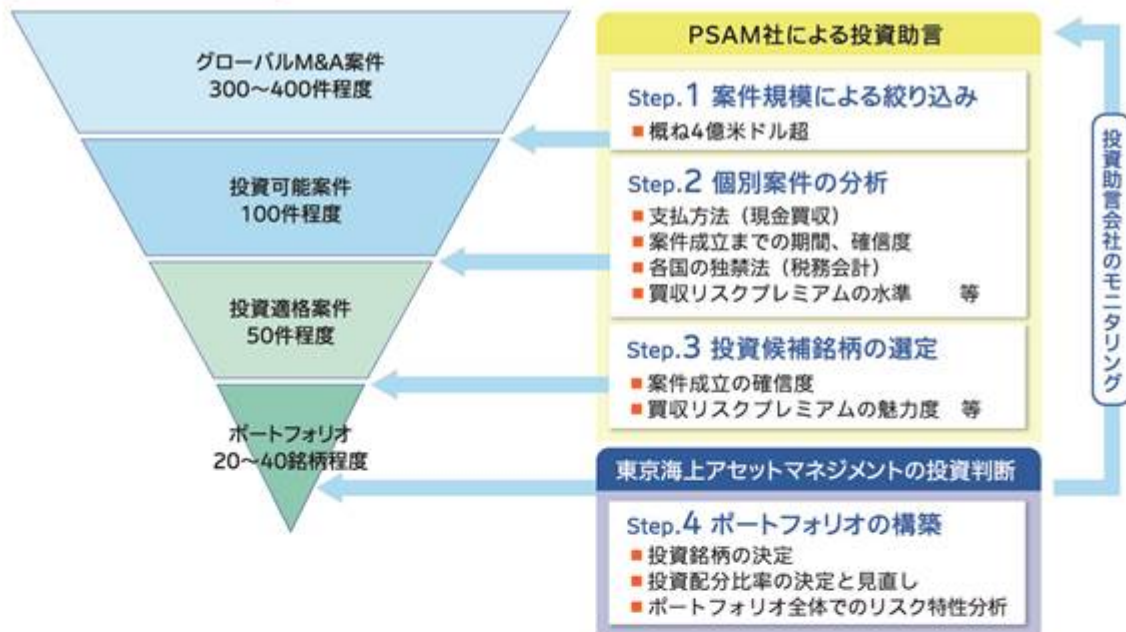 グローバルM&A案件
300～400件程度
投資可能案件
100件程度
投資適格案件
50件程度
ポートフォリオ
20～40銘柄程度
PSAM社による投資助言
Step.1 案件規模による絞り込み
■ 概ね4億米ドル超
Step.2 個別案件の分析
■ 支払方法（現金買収）
■ 案件成立までの期間、確信度
■ 各国の独禁法（税務会計）
■ 買収リスクプレミアムの水準　等
Step.3 投資候補銘柄の選定
■ 案件成立の確信度
■ 買収リスクプレミアムの魅力度　等
東京海上アセットマネジメントの投資判断
Step.4 ポートフォリオの構築
■ 投資銘柄の決定
■ 投資配分比率の決定と見直し
■ ポートフォリオ全体でのリスク特性分析
投資助言会社のモニタリング